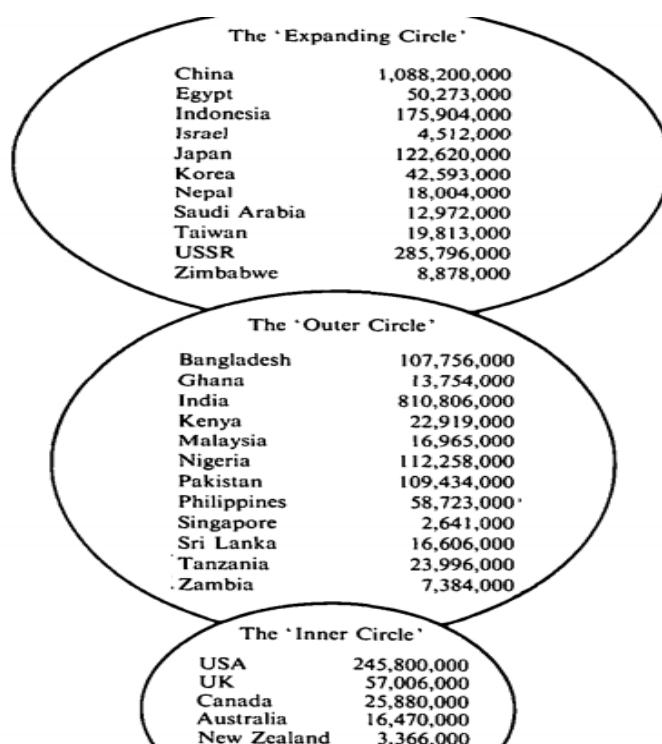 The 'Expanding Circle'
China 1,088,200,000
Egypt 50,273,000
Indonesia 175,904,000
Israel 4,512,000
Japan 122,620,000
Korea 42,593,000
Nepal 18,004,000
Saudi Arabia 12,972,000
Taiwan 19,813,000
USSR 285,796,000
Zimbabwe 8,878,000
The 'Outer Circle'
Bangladesh 107,756,000
Ghana 13,754,000
India 810,806,000
Kenya 22,919,000
Malaysia 16,965,000
Nigeria 112,258,000
Pakistan 109,434,000
Philippines 58,723,000
Singapore 2,641,000
Sri Lanka 16,606,000
Tanzania 23,996,000
Zambia 7,384,000
The 'Inner Circle'
USA 245,800,000
UK 57,006,000
Canada 25,880,000
Australia 16,470,000
New Zealand 3,366,000